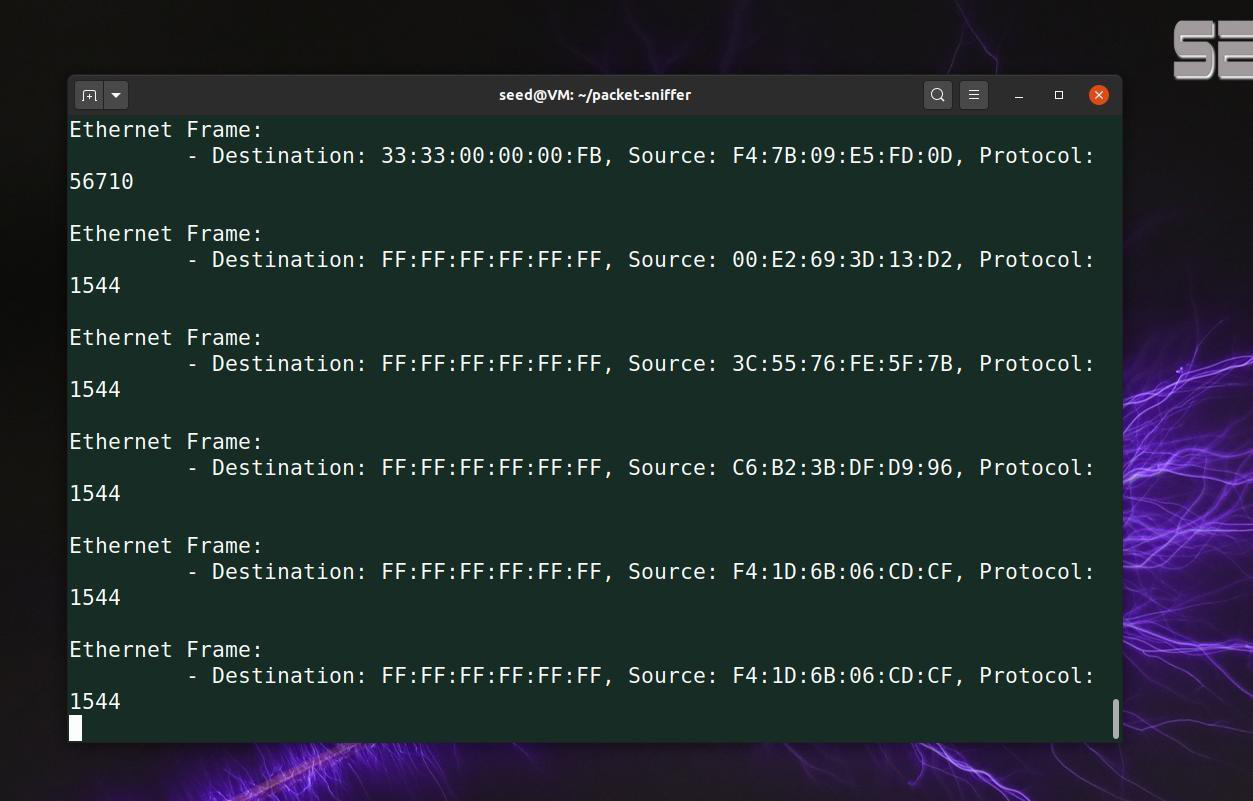 SE
seed@VM: ~/packet-sniffer
Ethernet Frame:
- Destination: 33:33:00:00:00:FB, Source: F4:7B:09:E5:FD:0D, Protocol:
56710
Ethernet Frame:
- Destination: FF:FF:FF:FF:FF:FF, Source: 00:E2:69:3D:13:D2, Protocol:
1544
Ethernet Frame:
- Destination: FF:FF:FF:FF:FF:FF, Source: 3C:55:76:FE:5F:7B, Protocol:
1544
Ethernet Frame:
- Destination: FF:FF:FF:FF:FF:FF, Source: C6:B2:3B:DF:D9:96, Protocol:
1544
Ethernet Frame:
- Destination: FF:FF:FF:FF:FF:FF, Source: F4:1D:6B:06:CD:CF, Protocol:
1544
Ethernet Frame:
- Destination: FF:FF:FF:FF:FF:FF, Source: F4:1D:6B:06:CD:CF, Protocol:
1544